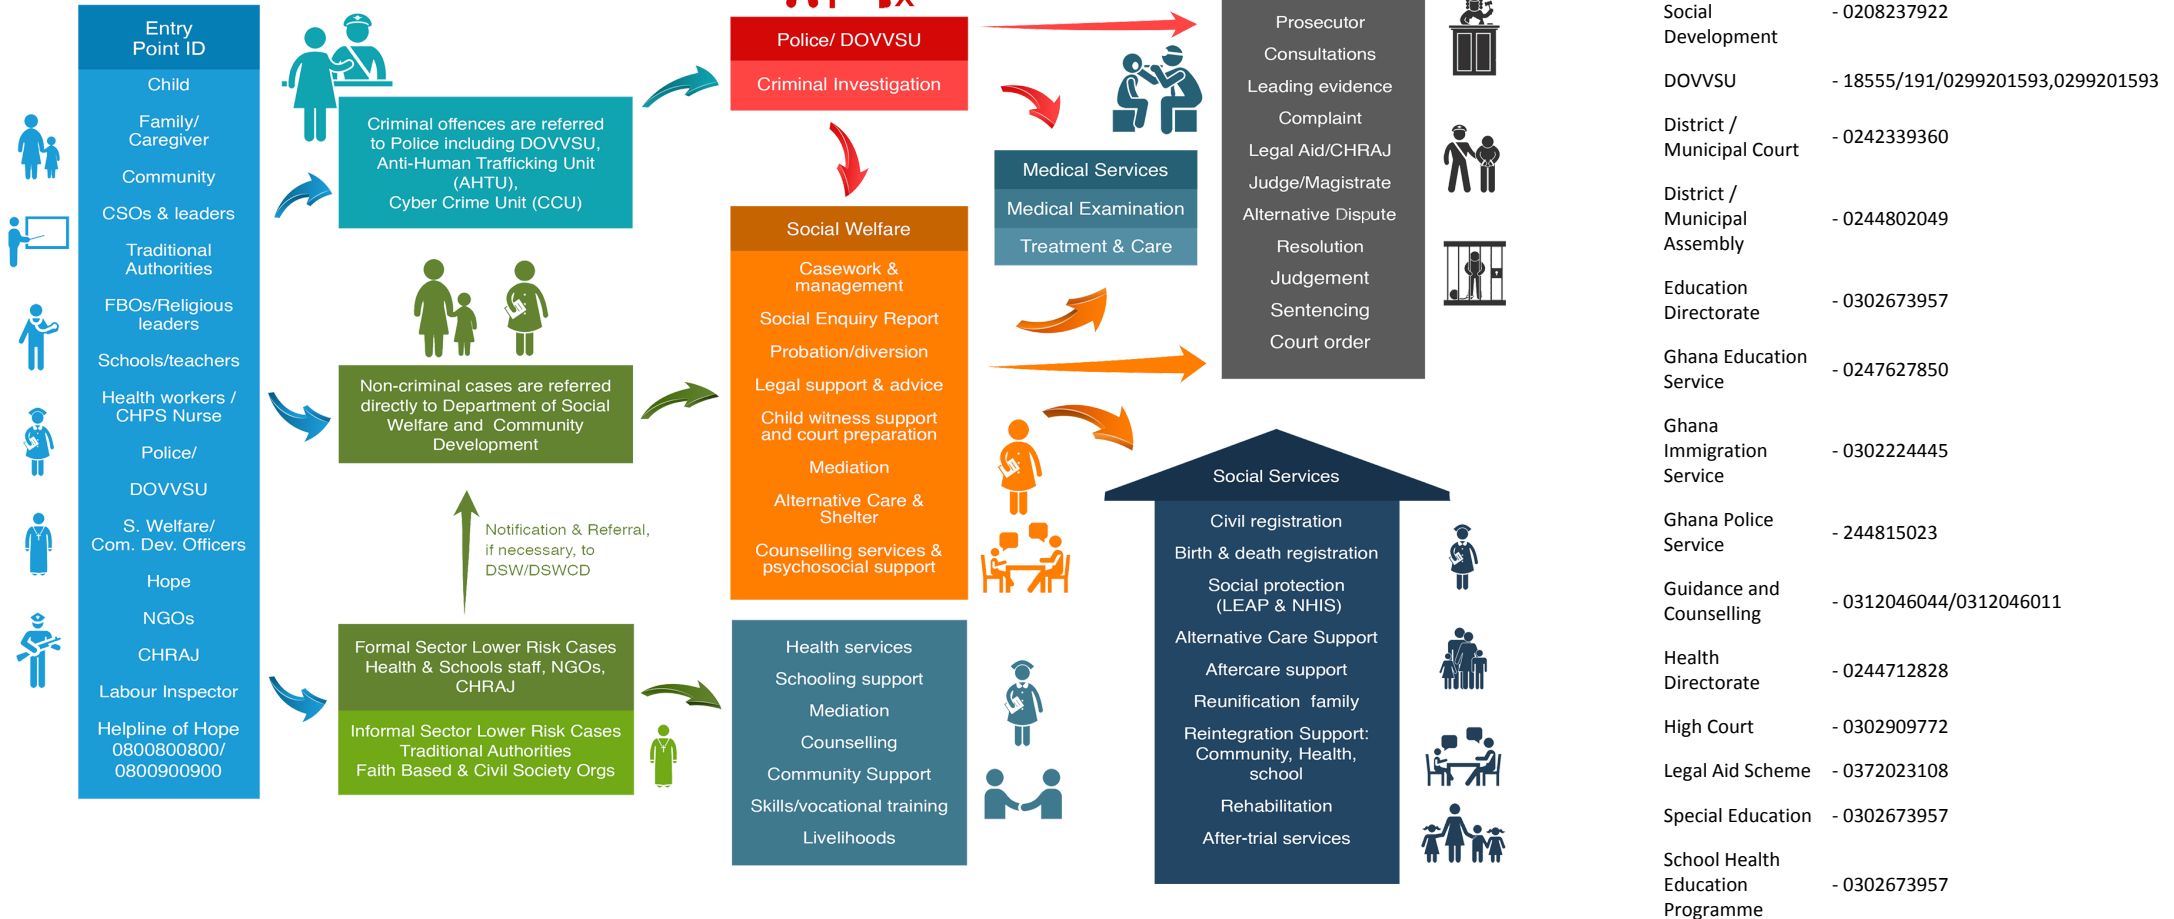 Entry
Point ID
Child
Family/
Caregiver
Community
CSOs & leaders
Traditional
Authorities
FBOs/Religious
leaders
Schools/teachers
Health workers /
CHPS Nurse
Police/
DOVVSU
S. Welfare/
Com. Dev. Officers
Hope
NGOs
CHRAJ
Labour Inspector
Helpline of Hope
0800800800/
0800900900
Criminal offences are referred
to Police including DOVVSU,
Anti-Human Trafficking Unit
(AHTU),
Cyber Crime Unit (CCU)
Non-criminal cases are referred
directly to Department of Social
Welfare and Community
Development
Notification & Referral,
if necessary, to
DSW/DSWCD
Formal Sector Lower Risk Cases
Health & Schools staff, NGOs,
CHRAJ
Informal Sector Lower Risk Cases
Traditional Authorities
Faith Based & Civil Society Orgs
Police/ DOVVSU
Criminal Investigation
Social Welfare
Casework &
management
Social Enquiry Report
Probation/diversion
Legal support & advice
Child witness support
and court preparation
Mediation
Alternative Care &
Shelter
Counselling services &
psychosocial support
Health services
Schooling support
Mediation
Counselling
Community Support
Skills/vocational training
Livelihoods
Medical Services
Medical Examination
Treatment & Care
Prosecutor
Consultations
Leading evidence
Complaint
Legal Aid/CHRAJ
Judge/Magistrate
Alternative Dispute
Resolution
Judgement
Sentencing
Court order
Social Services
Civil registration
Birth & death registration
Social protection
(LEAP & NHIS)
Alternative Care Support
Aftercare support
Reunification family
Reintegration Support:
Community, Health,
school
Rehabilitation
After-trial services
Social
Development - 0208237922
DOVVSU - 18555/191/0299201593,0299201593
District /
Municipal Court - 0242339360
District /
Municipal - 0244802049
Assembly
Education
Directorate - 0302673957
Ghana Education
Service - 0247627850
Ghana
Immigration - 0302224445
Service
Ghana Police
Service - 244815023
Guidance and
Counselling - 0312046044/0312046011
Health
Directorate - 0244712828
High Court - 0302909772
Legal Aid Scheme - 0372023108
Special Education - 0302673957
School Health
Education - 0302673957
Programme